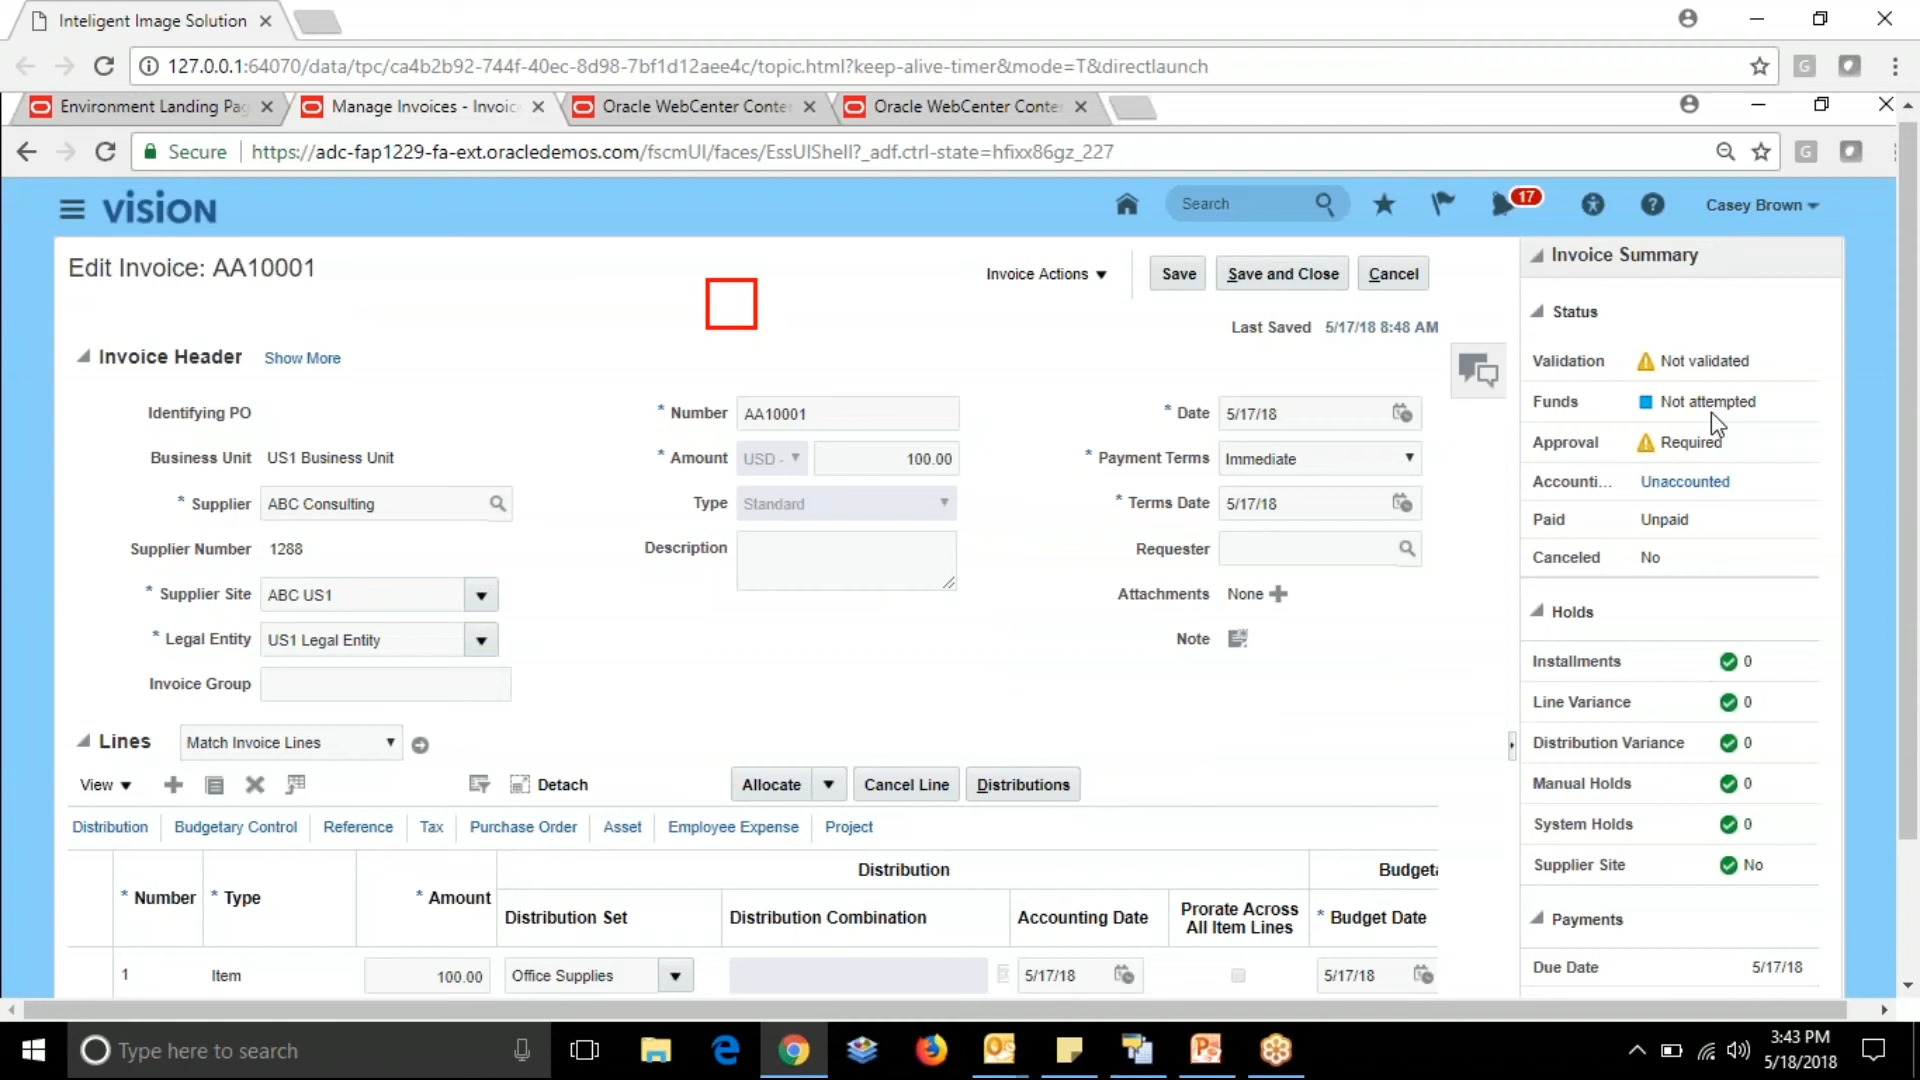 Inteligent Image Solution
127.0.0.1:64070/data/tpc/ca4b2b92-744f-40ec-8d98-7bf1d12aee4c/topic.html?keep-alive-timer&mode=T&directlaunch
Environment Landing Pag
Manage Invoices - Invoic
Oracle WebCenter Conte
Oracle WebCenter Conte
Secure https://adc-fap1229-fa-ext.oracledemos.com/fscmUI/faces/EssUIShell?_adf.ctrl-state=hfixx86gz_227
VISION
Search
17
Casey Brown
Edit Invoice: AA10001
Invoice Actions
Save
Save and Close
Cancel
Last Saved 5/17/18 8:48 AM
Invoice Header Show More
Identifying PO
Business Unit US1 Business Unit
* Supplier ABC Consulting
Supplier Number 1288
* Supplier Site ABC US1
* Legal Entity US1 Legal Entity
Invoice Group
* Number AA10001
* Amount USD - 100.00
Type Standard
Description
* Date 5/17/18
* Payment Terms Immediate
* Terms Date 5/17/18
Requester
Attachments None
Note
Lines Match Invoice Lines
View Detach Allocate Cancel Line Distributions
Distribution Budgetary Control Reference Tax Purchase Order Asset Employee Expense Project
Distribution Budgeta
* Number * Type * Amount Distribution Set Distribution Combination Accounting Date Prorate Across All Item Lines * Budget Date
1 Item 100.00 Office Supplies 5/17/18 5/17/18
Invoice Summary
Status
Validation Not validated
Funds Not attempted
Approval Required
Accounti... Unaccounted
Paid Unpaid
Canceled No
Holds
Installments 0
Line Variance 0
Distribution Variance 0
Manual Holds 0
System Holds 0
Supplier Site No
Payments
Due Date 5/17/18
Type here to search
3:43 PM
5/18/2018